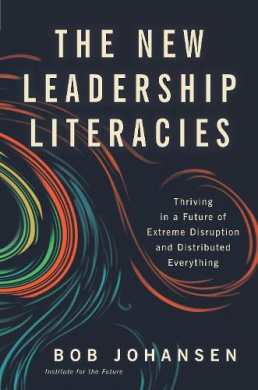 THE NEW
LEADERSHIP
LITERACIES
Thriving
in a Future of
Extreme Disruption
and Distributed
Everything
BOB JOHANSEN
Institute for the Future